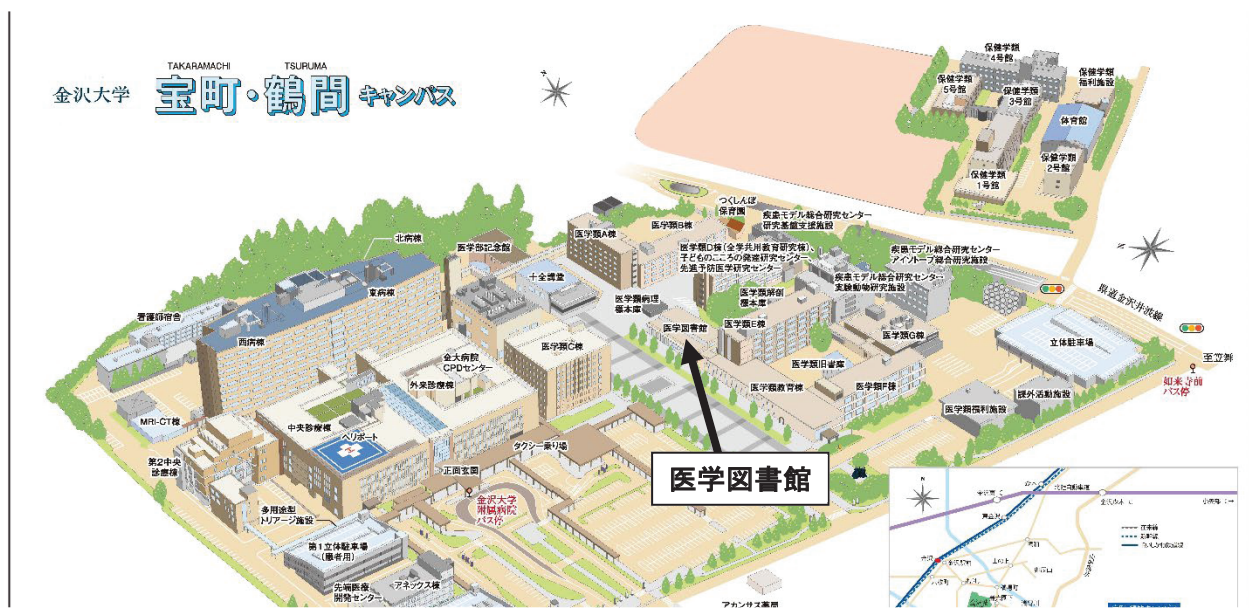 TAKARAMACHI TSURUMA
金沢大学 宝町・鶴間 キャンパス
保健学類
4号館
保健学類
5号館
保健学類
3号館
保健学類
福利施設
体育館
保健学類
2号館
保健学類
1号館
つくしんぼ
保育園
疾患モデル総合研究センター
研究基盤支援施設
医学類A棟
医学類B棟
医学部記念館
北病棟
東病棟
西病棟
看護師宿舎
十全講堂
医学類D棟(全学共用教育研究棟)、
子どものこころの発達研究センター、
先進予防医学研究センター
疾患モデル総合研究センター
アイソトープ総合研究施設
疾患モデル総合研究センター
実験動物研究施設
医学類病理
標本庫
医学類解剖
標本庫
医学図書館
医学類E棟
医学類G棟
医学類旧書庫
医学類教育棟
医学類F棟
県道金沢井波線
立体駐車場
至笠舞
如来寺前
バス停
課外活動施設
医学類福利施設
医学類C棟
金大病院
CPDセンター
外来診療棟
中央診療棟
ヘリポート
MRI-CT棟
第2中央
診療棟
タクシー乗り場
正面玄関
金沢大学
附属病院
バス停
医学図書館
多用途型
トリアージ施設
第1立体駐車場
(患者用)
先端医療
開発センター
アネックス棟
アカンサス薬局